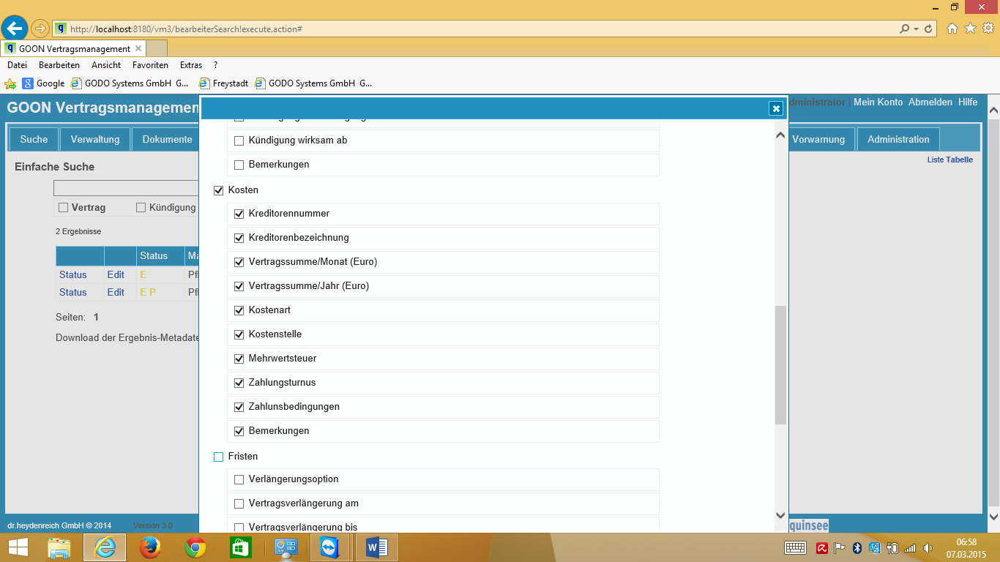 http://localhost:8180/vm3/bearbeiterSearch!execute.action#
GOON Vertragsmanagement
Datei Bearbeiten Ansicht Favoriten Extras ?
Google GODO Systems GmbH G... Freystadt GODO Systems GmbH G...
GOON Vertragsmanagemen
dministrator | Mein Konto Abmelden Hilfe
Suche Verwaltung Dokumente Vorwarnung Administration
Liste Tabelle
Einfache Suche
Vertrag Kündigung
2 Ergebnisse
Status Ma
Status Edit E Pfl
Status Edit E P Pfl
Seiten: 1
Download der Ergebnis-Metadate
Kündigung wirksam ab
Bemerkungen
Kosten
Kreditorennummer
Kreditorenbezeichnung
Vertragssumme/Monat (Euro)
Vertragssumme/Jahr (Euro)
Kostenart
Kostenstelle
Mehrwertsteuer
Zahlungsturnus
Zahlunsbedingungen
Bemerkungen
Fristen
Verlängerungsoption
Vertragsverlängerung am
Vertragsverlängerung bis
dr.heydenreich GmbH © 2014 Version 3.0
quinsee
06:58
07.03.2015